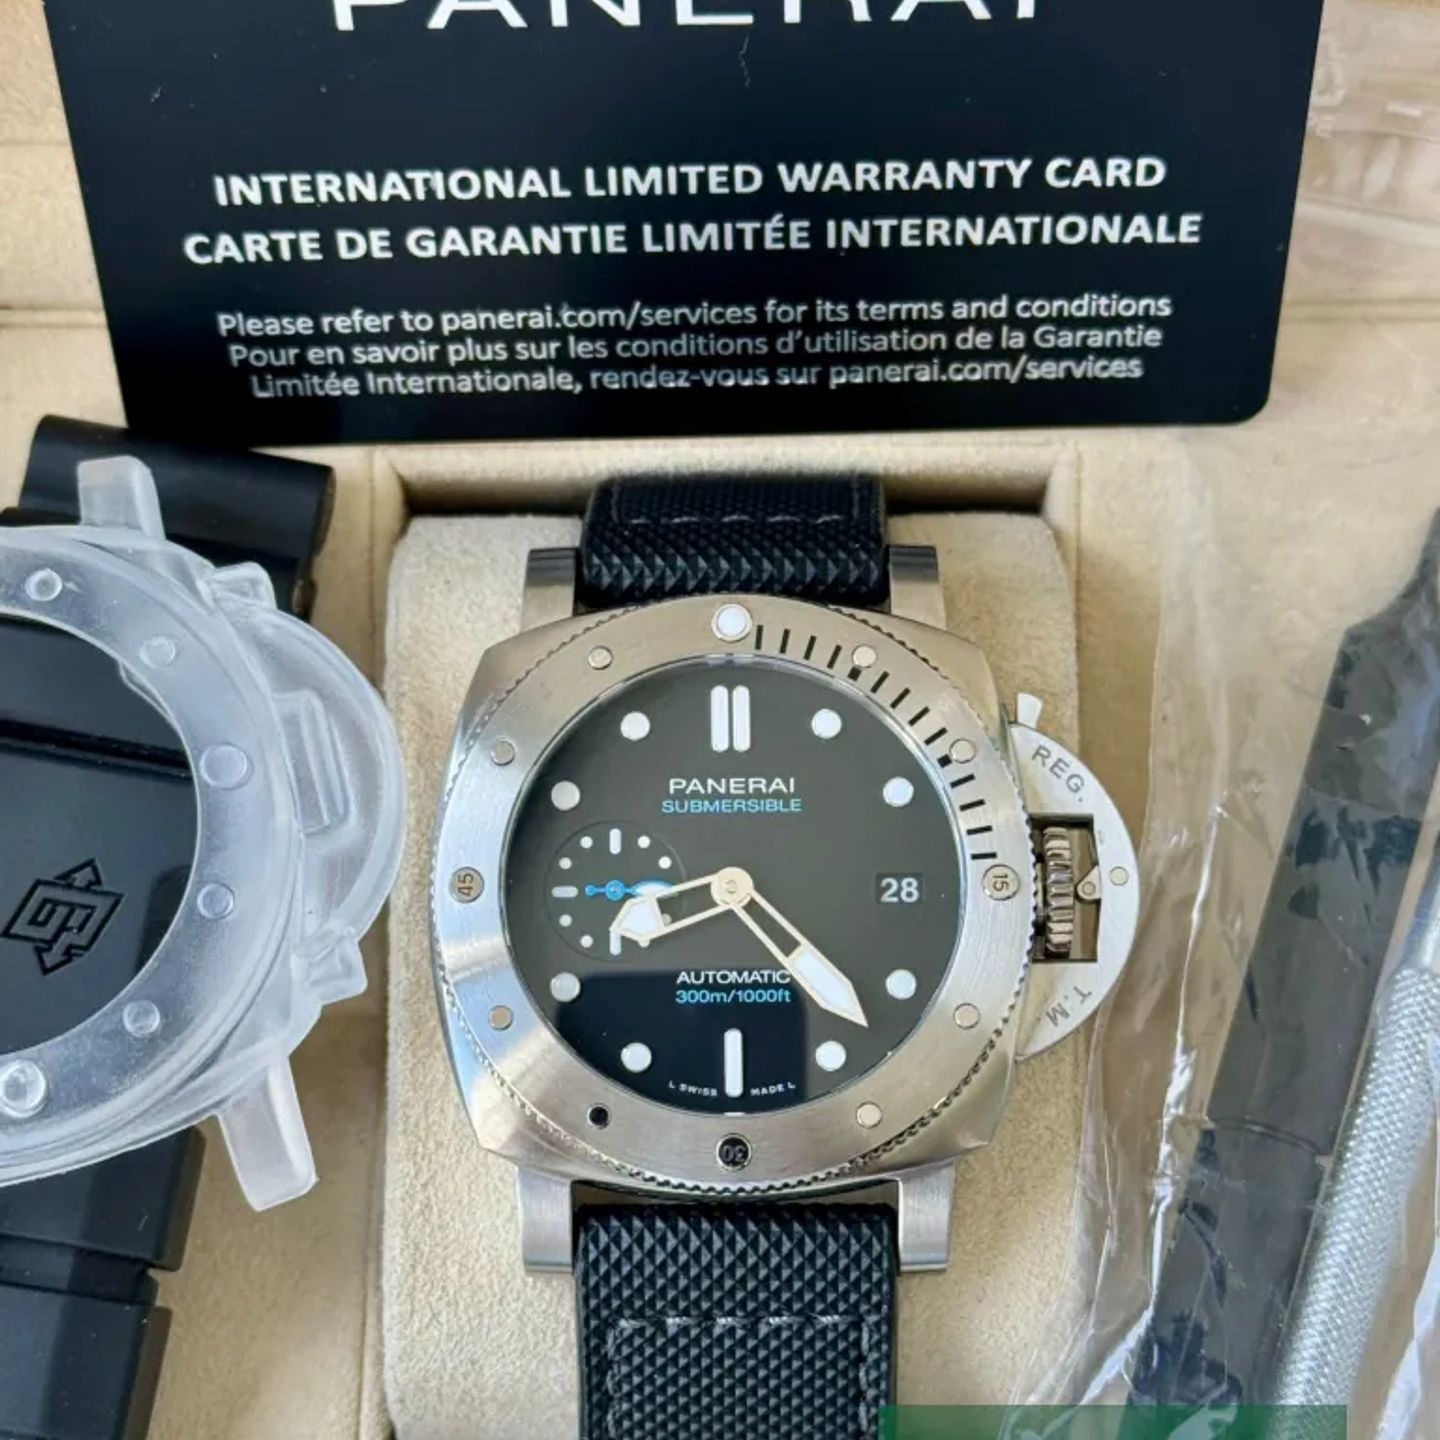 PANERAI
INTERNATIONAL LIMITED WARRANTY CARD
CARTE DE GARANTIE LIMITÉE INTERNATIONALE
Please refer to panerai.com/services for its terms and conditions
Pour en savoir plus sur les conditions d'utilisation de la Garantie
Limitée Internationale, rendez-vous sur panerai.com/services
REG.
PANERAI
SUBMERSIBLE
45
28
15
AUTOMATIC
300m/1000ft
T.M
L SWISS MADE L
30